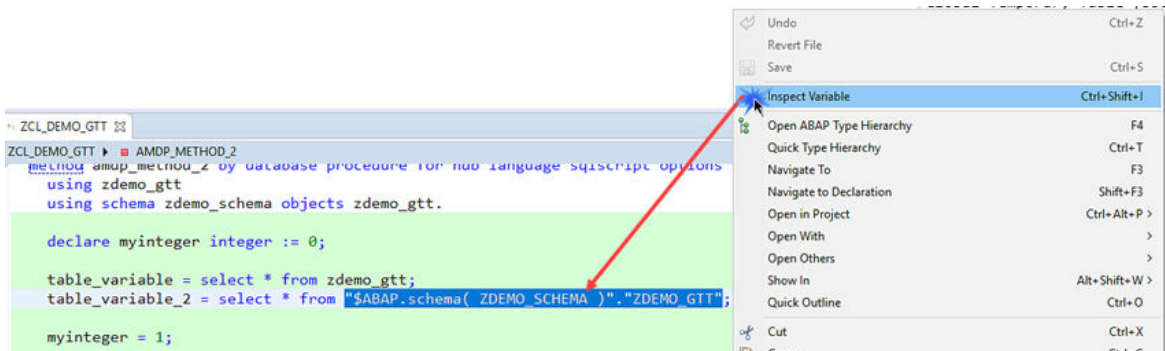 ZCL_DEMO_GTT
ZCL_DEMO_GTT AMDP_METHOD_2
method amdp_method_2 by database procedure for hdb language sqlscript options
using zdemo_gtt
using schema zdemo_schema objects zdemo_gtt.
declare myinteger integer := 0;
table_variable = select * from zdemo_gtt;
table_variable_2 = select * from "$ABAP.schema( ZDEMO_SCHEMA )"."ZDEMO_GTT";
myinteger = 1;
Undo Ctrl+Z
Revert File
Save Ctrl+S
Inspect Variable Ctrl+Shift+I
Open ABAP Type Hierarchy F4
Quick Type Hierarchy Ctrl+T
Navigate To F3
Navigate to Declaration Shift+F3
Open in Project Ctrl+Alt+P >
Open With >
Open Others >
Show In Alt+Shift+W >
Quick Outline Ctrl+O
Cut Ctrl+X